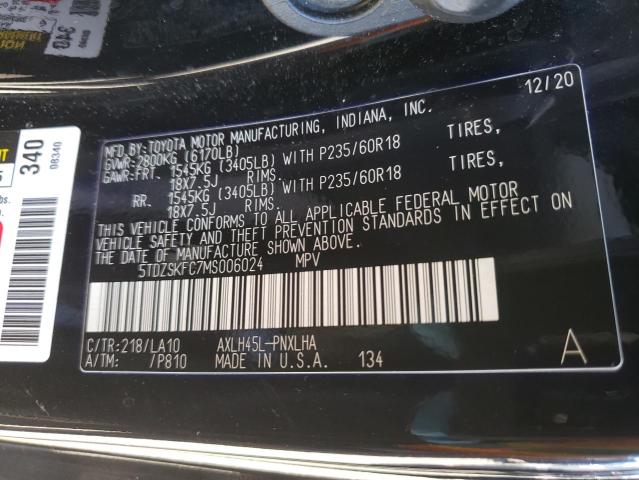 12/20
MFD.BY:TOYOTA MOTOR MANUFACTURING, INDIANA, INC.
GVWR:2800KG (6170LB)
GAWR:FRT. 1545KG (3405LB) WITH P235/60R18 TIRES,
18X7.5J RIMS.
RR. 1545KG (3405LB) WITH P235/60R18 TIRES,
18X7.5J RIMS.
THIS VEHICLE CONFORMS TO ALL APPLICABLE FEDERAL MOTOR
VEHICLE SAFETY AND THEFT PREVENTION STANDARDS IN EFFECT ON
THE DATE OF MANUFACTURE SHOWN ABOVE.
5TDZSKFC7MS006024 MPV
C/TR:218/LA10 AXLH45L-PNXLHA
A/TM: /P810 MADE IN U.S.A. 134 A
340
08340
340